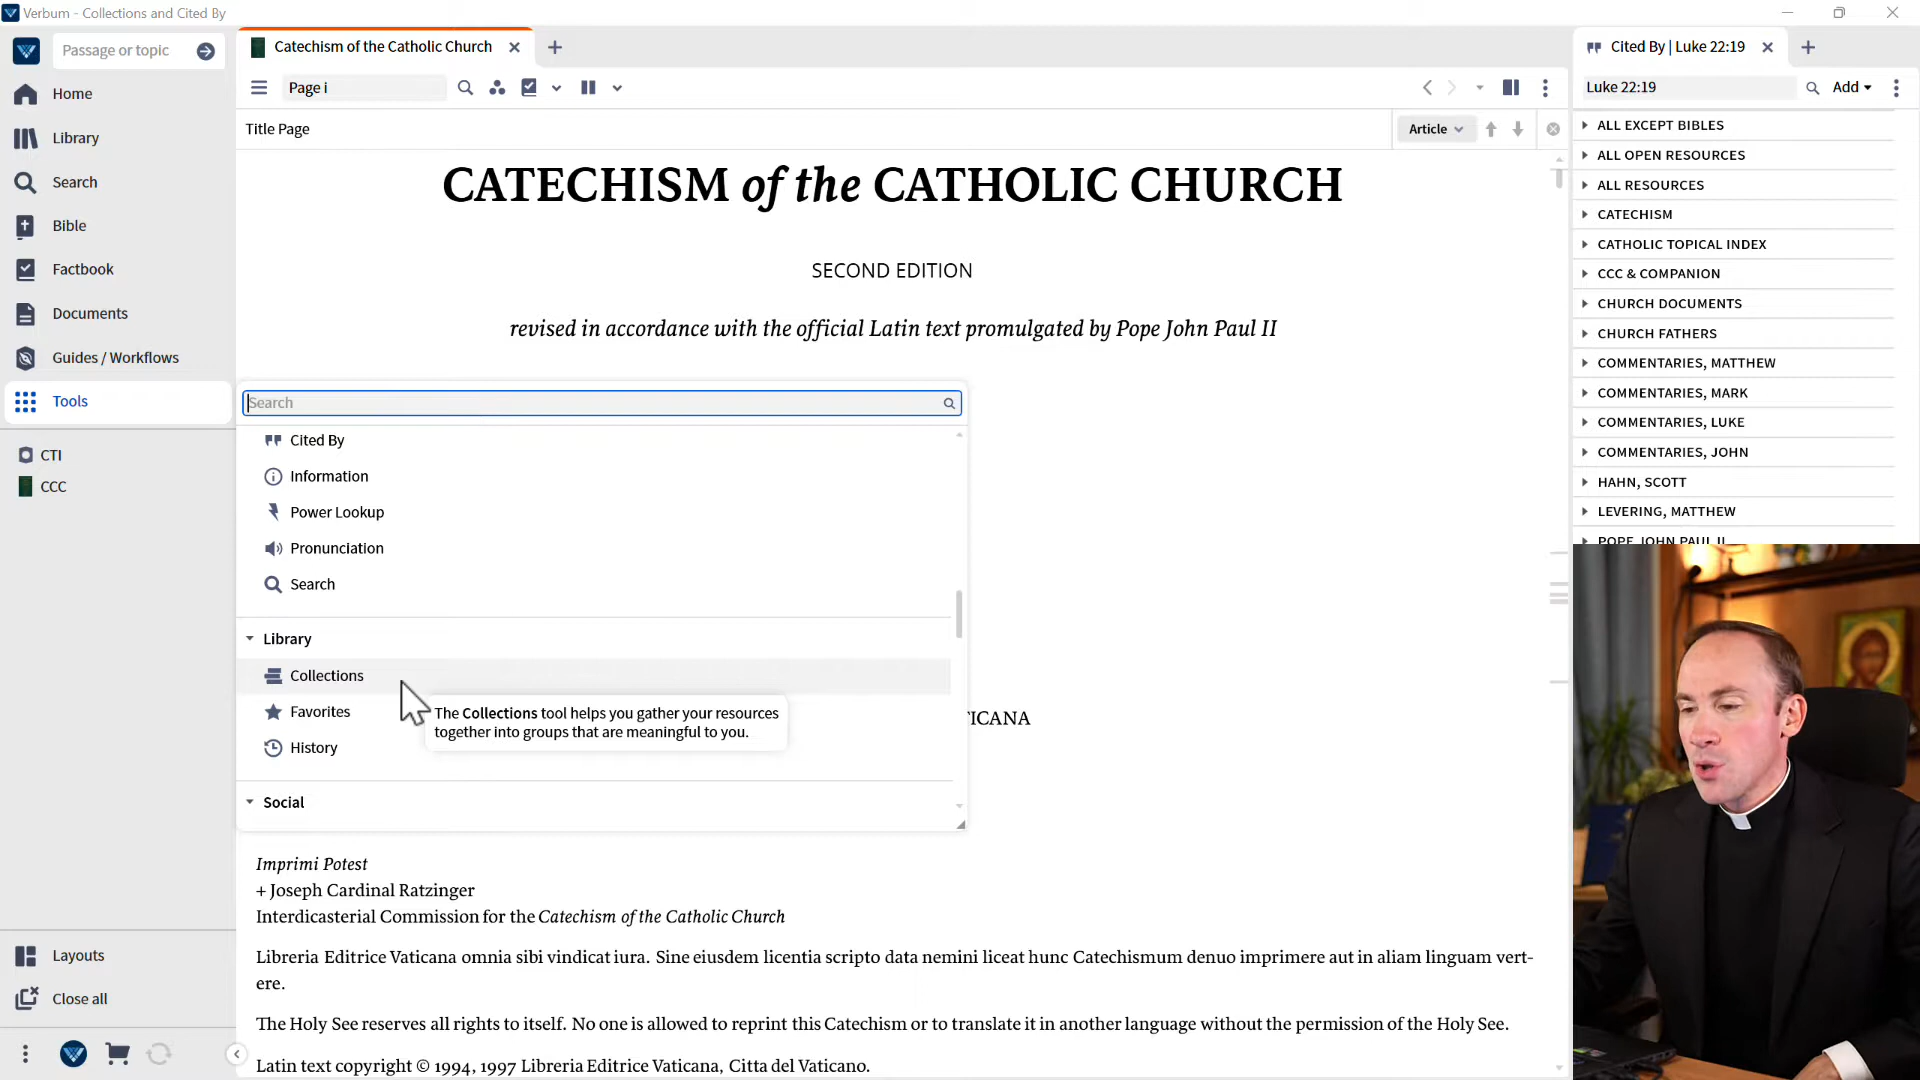 Verbum - Collections and Cited By
Passage or topic
Home
Library
Search
Bible
Factbook
Documents
Guides / Workflows
Tools
CTI
CCC
Layouts
Close all
Catechism of the Catholic Church
Page i
Title Page
Article
CATECHISM of the CATHOLIC CHURCH
SECOND EDITION
revised in accordance with the official Latin text promulgated by Pope John Paul II
Search
Cited By
Information
Power Lookup
Pronunciation
Search
Library
Collections
The Collections tool helps you gather your resources
together into groups that are meaningful to you.
Favorites
History
Social
TICANA
Imprimi Potest
+ Joseph Cardinal Ratzinger
Interdicasterial Commission for the Catechism of the Catholic Church
Libreria Editrice Vaticana omnia sibi vindicat iura. Sine eiusdem licentia scripto data nemini liceat hunc Catechismum denuo imprimere aut in aliam linguam vert-
ere.
The Holy See reserves all rights to itself. No one is allowed to reprint this Catechism or to translate it in another language without the permission of the Holy See.
Latin text copyright © 1994, 1997 Libreria Editrice Vaticana, Citta del Vaticano.
Cited By | Luke 22:19
Luke 22:19
Add
ALL EXCEPT BIBLES
ALL OPEN RESOURCES
ALL RESOURCES
CATECHISM
CATHOLIC TOPICAL INDEX
CCC & COMPANION
CHURCH DOCUMENTS
CHURCH FATHERS
COMMENTARIES, MATTHEW
COMMENTARIES, MARK
COMMENTARIES, LUKE
COMMENTARIES, JOHN
HAHN, SCOTT
LEVERING, MATTHEW
POPE JOHN PAUL II